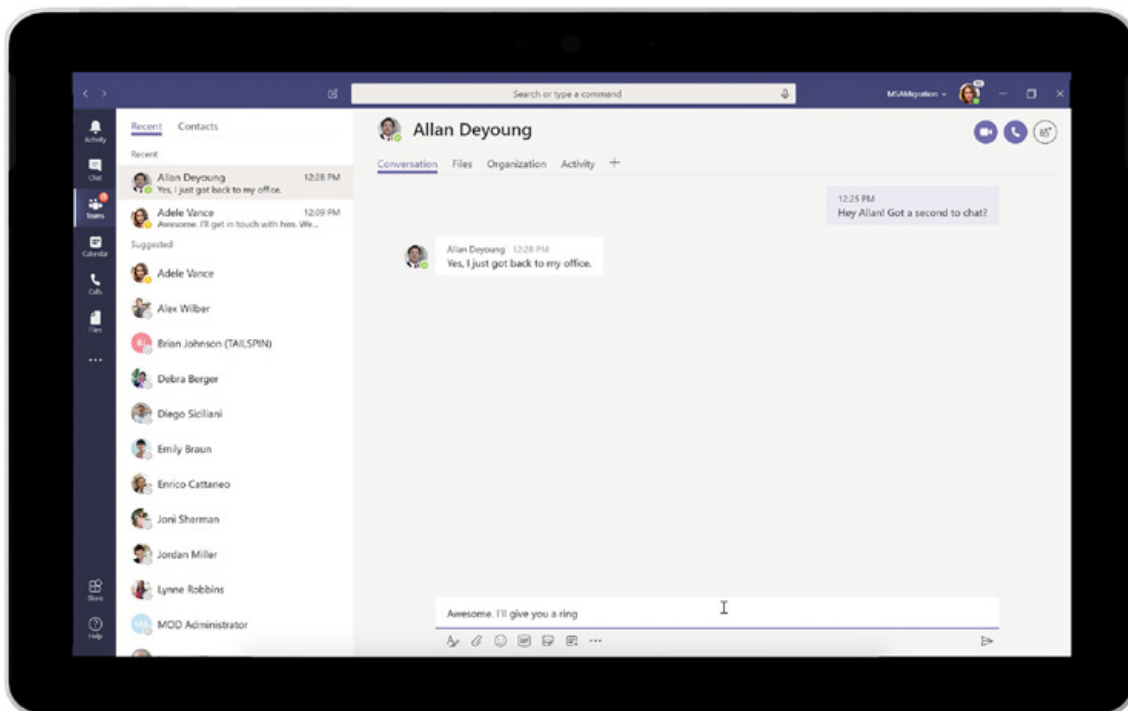 Search or type a command
MSAMigration
Activity
Chat
Teams
Calendar
Calls
Files
...
Store
Help
Recent Contacts
Recent
Allan Deyoung 12:28 PM
Yes, I just got back to my office.
Adele Vance 12:09 PM
Awesome. I'll get in touch with him. We...
Suggested
Adele Vance
Alex Wilber
Brian Johnson (TAILSPIN)
Debra Berger
Diego Siciliani
Emily Braun
Enrico Cattaneo
Joni Sherman
Jordan Miller
Lynne Robbins
MOD Administrator
Allan Deyoung
Conversation Files Organization Activity +
12:25 PM
Hey Allan! Got a second to chat?
Allan Deyoung 12:28 PM
Yes, I just got back to my office.
Awesome. I'll give you a ring